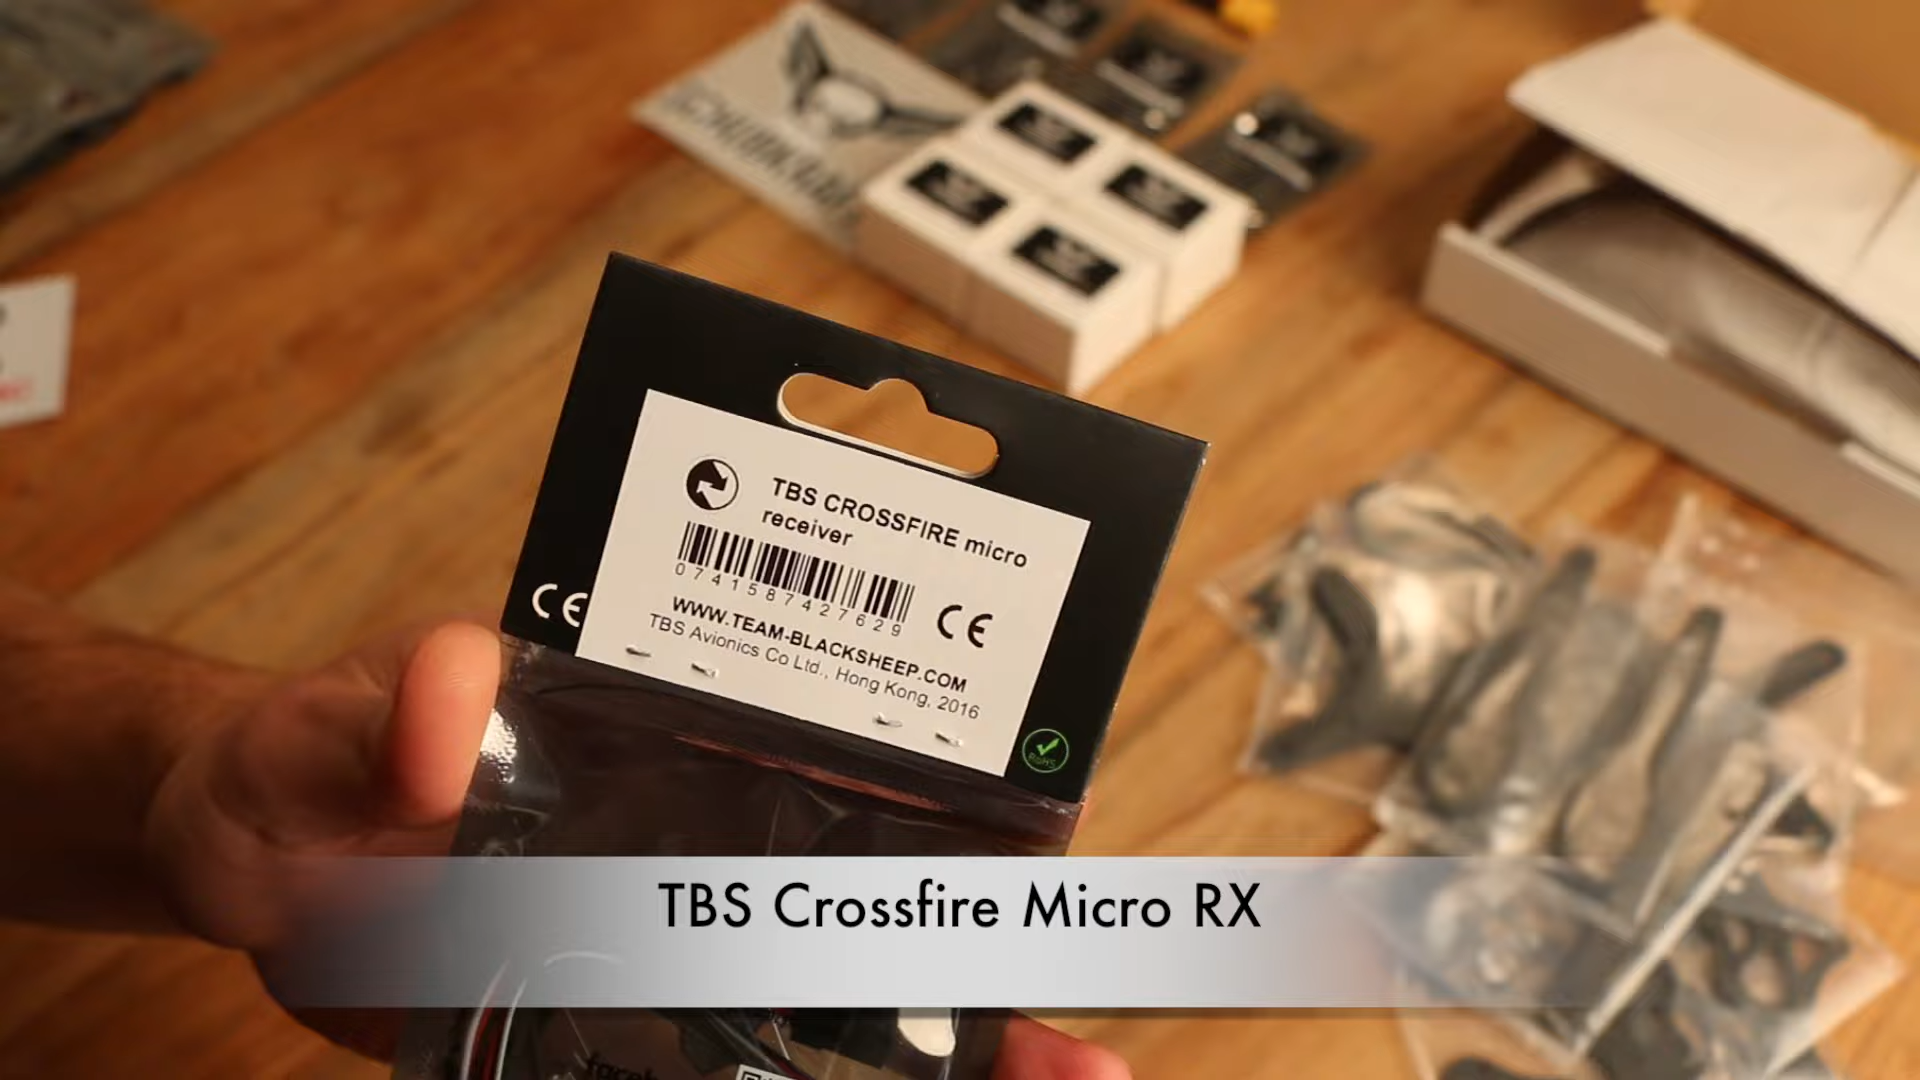 TBS CROSSFIRE micro
receiver
0741587427629
CE
CE
WWW.TEAM-BLACKSHEEP.COM
TBS Avionics Co Ltd., Hong Kong, 2016
RoHS
TBS Crossfire Micro RX